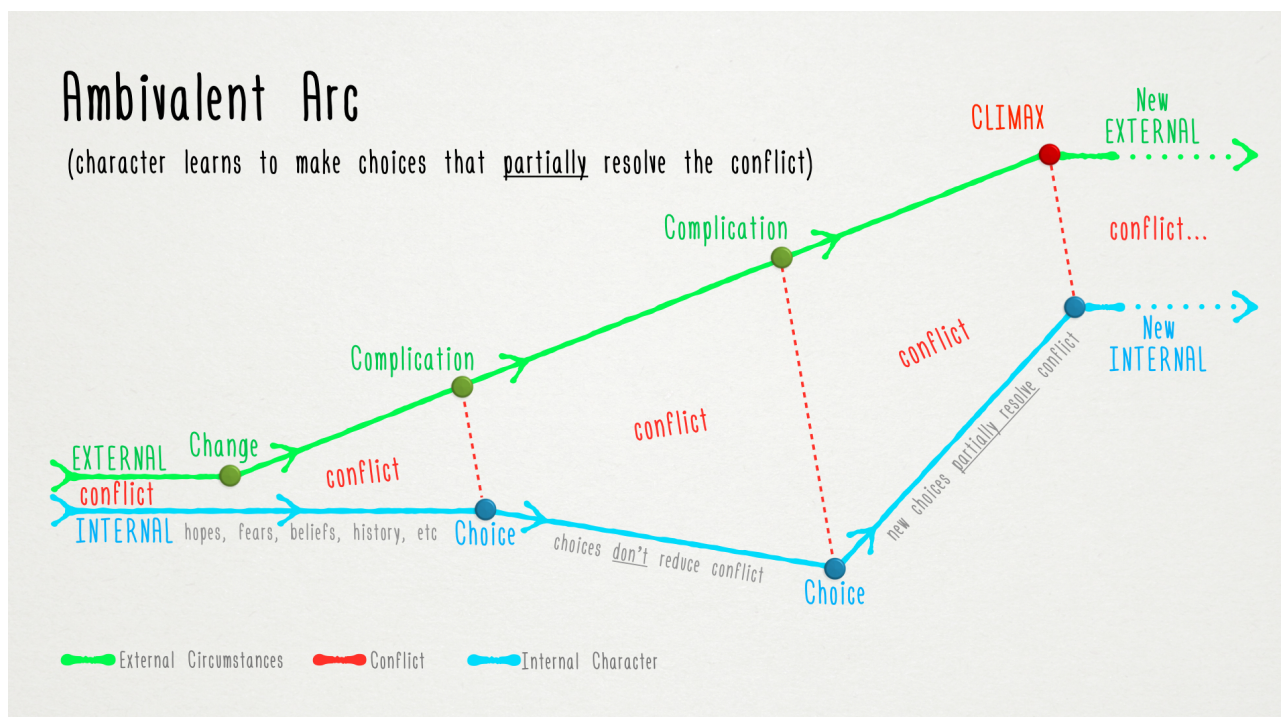 Ambivalent Arc
(character learns to make choices that partially resolve the conflict)
CLIMAX
New
EXTERNAL
conflict...
Complication
conflict
New
INTERNAL
new choices partially resolve conflict
Complication
conflict
EXTERNAL
Change
conflict
conflict
INTERNAL
hopes, fears, beliefs, history, etc
Choice
choices don't reduce conflict
Choice
External Circumstances
Conflict
Internal Character